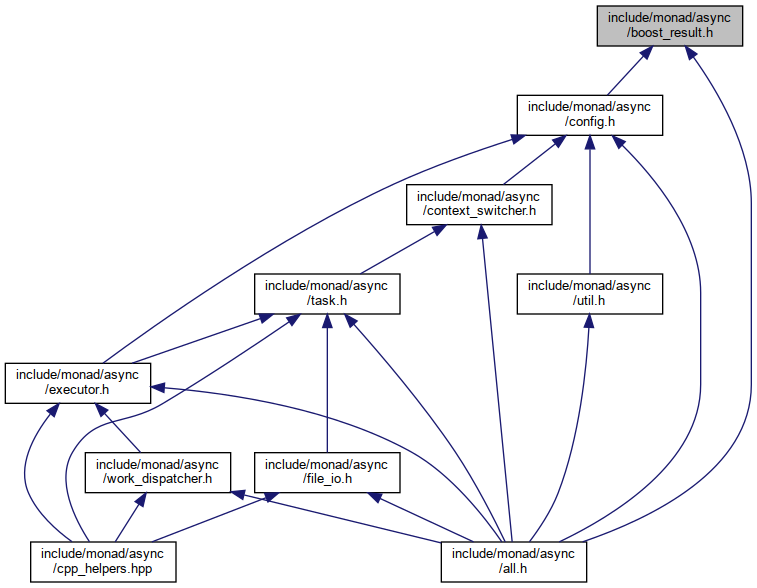 include/monad/async
/boost_result.h
include/monad/async
/config.h
include/monad/async
/context_switcher.h
include/monad/async
/task.h
include/monad/async
/util.h
include/monad/async
/executor.h
include/monad/async
/work_dispatcher.h
include/monad/async
/file_io.h
include/monad/async
/cpp_helpers.hpp
include/monad/async
/all.h